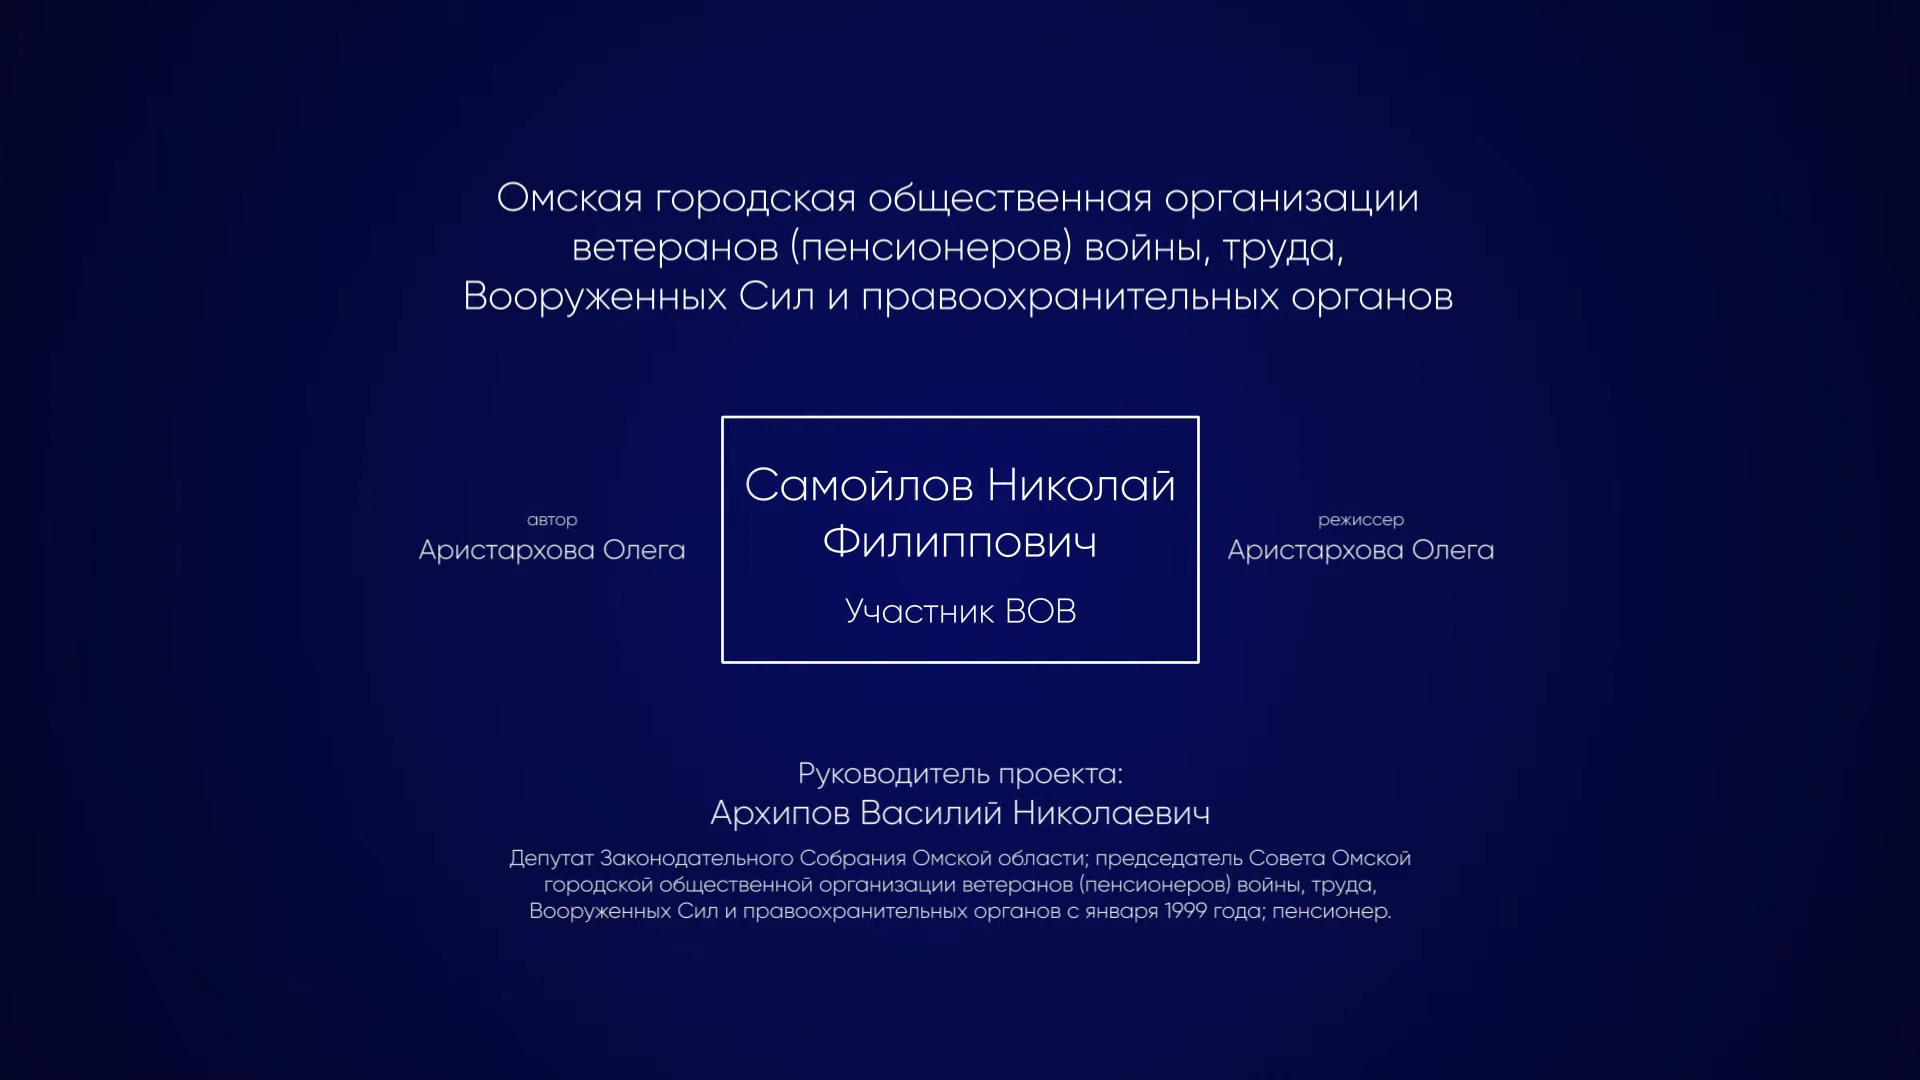 Омская городская общественная организации
ветеранов (пенсионеров) войны, труда,
Вооруженных Сил и правоохранительных органов
Самойлов Николай
Филиппович
Участник ВОВ
автор
Аристархова Олега
режиссер
Аристархова Олега
Руководитель проекта:
Архипов Василий Николаевич
Депутат Законодательного Собрания Омской области; председатель Совета Омской
городской общественной организации ветеранов (пенсионеров) войны, труда,
Вооруженных Сил и правоохранительных органов с января 1999 года; пенсионер.